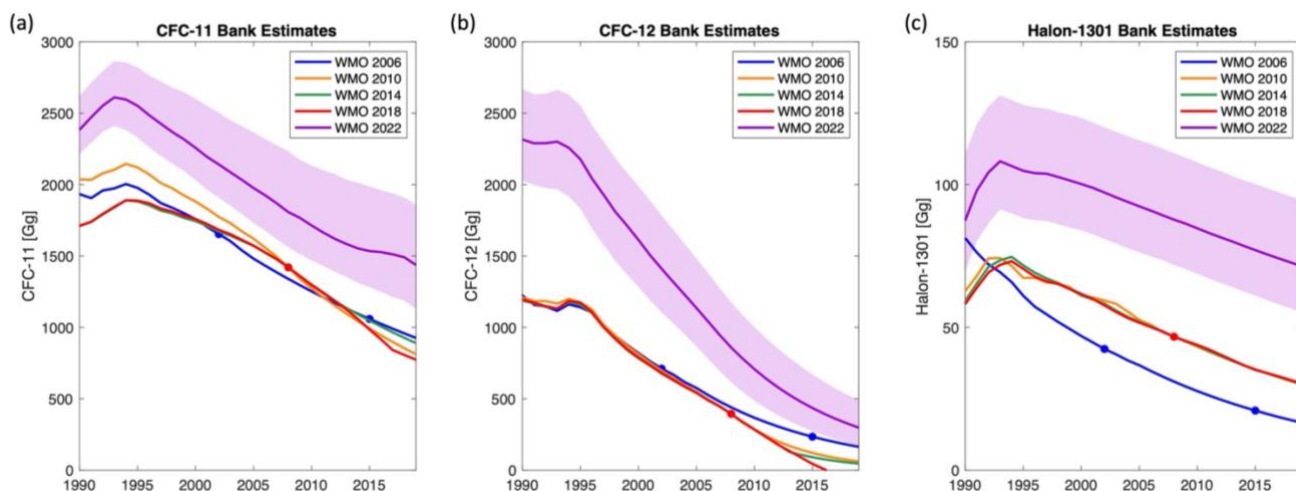 (a)
CFC-11 Bank Estimates
3000
2500
2000
1500
1000
500
0
CFC-11 [Gg]
1990
1995
2000
2005
2010
2015
WMO 2006
WMO 2010
WMO 2014
WMO 2018
WMO 2022
(b)
CFC-12 Bank Estimates
3000
2500
2000
1500
1000
500
0
CFC-12 [Gg]
1990
1995
2000
2005
2010
2015
WMO 2006
WMO 2010
WMO 2014
WMO 2018
WMO 2022
(c)
Halon-1301 Bank Estimates
150
100
50
0
Halon-1301 [Gg]
1990
1995
2000
2005
2010
2015
WMO 2006
WMO 2010
WMO 2014
WMO 2018
WMO 2022